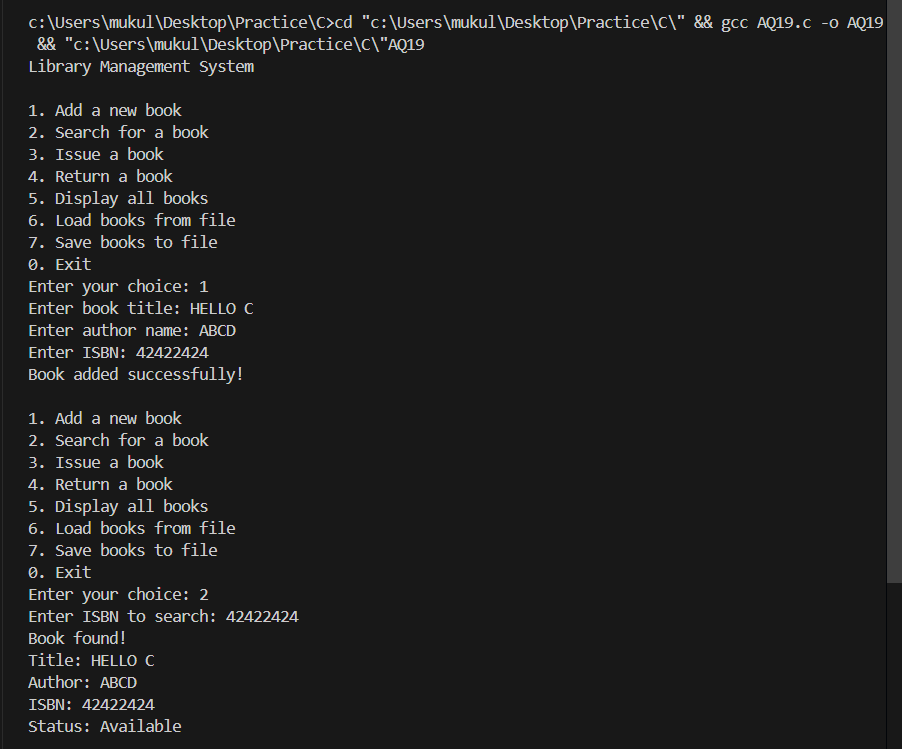 c:\Users\mukul\Desktop\Practice\C>cd "c:\Users\mukul\Desktop\Practice\C\" && gcc AQ19.c -o AQ19
 && "c:\Users\mukul\Desktop\Practice\C\"AQ19
Library Management System

1. Add a new book
2. Search for a book
3. Issue a book
4. Return a book
5. Display all books
6. Load books from file
7. Save books to file
0. Exit
Enter your choice: 1
Enter book title: HELLO C
Enter author name: ABCD
Enter ISBN: 42422424
Book added successfully!

1. Add a new book
2. Search for a book
3. Issue a book
4. Return a book
5. Display all books
6. Load books from file
7. Save books to file
0. Exit
Enter your choice: 2
Enter ISBN to search: 42422424
Book found!
Title: HELLO C
Author: ABCD
ISBN: 42422424
Status: Available